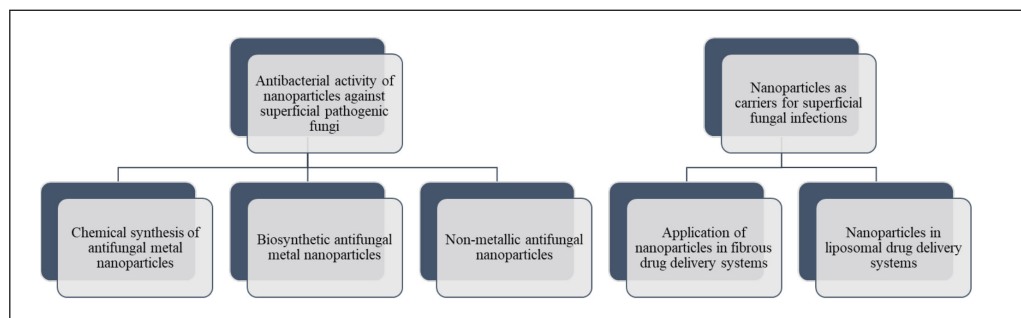 Antibacterial activity of
nanoparticles against
superficial pathogenic
fungi
Nanoparticles as
carriers for superficial
fungal infections
Chemical synthesis of
antifungal metal
nanoparticles
Biosynthetic antifungal
metal nanoparticles
Non-metallic antifungal
nanoparticles
Application of
nanoparticles in fibrous
drug delivery systems
Nanoparticles in
liposomal drug delivery
systems